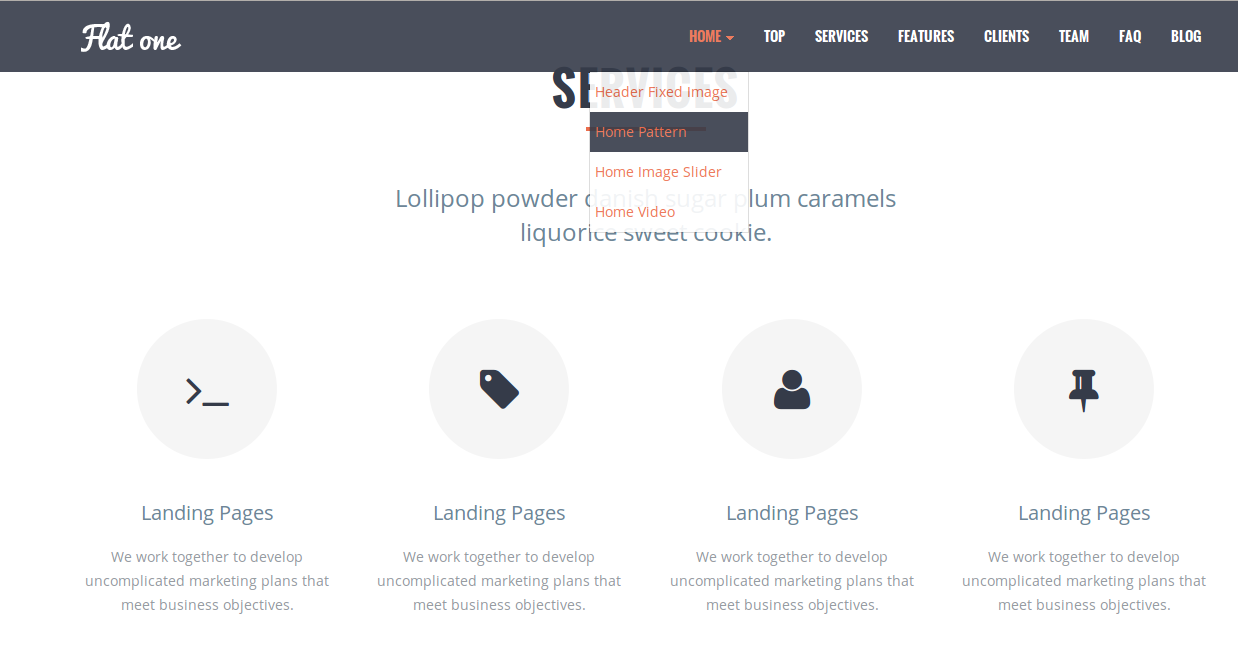 Flat one
HOME TOP SERVICES FEATURES CLIENTS TEAM FAQ BLOG
SERVICES
Header Fixed Image
Home Pattern
Home Image Slider
Home Video
Lollipop powder danish sugar plum caramels
liquorice sweet cookie.
Landing Pages
We work together to develop
uncomplicated marketing plans that
meet business objectives.
Landing Pages
We work together to develop
uncomplicated marketing plans that
meet business objectives.
Landing Pages
We work together to develop
uncomplicated marketing plans that
meet business objectives.
Landing Pages
We work together to develop
uncomplicated marketing plans that
meet business objectives.